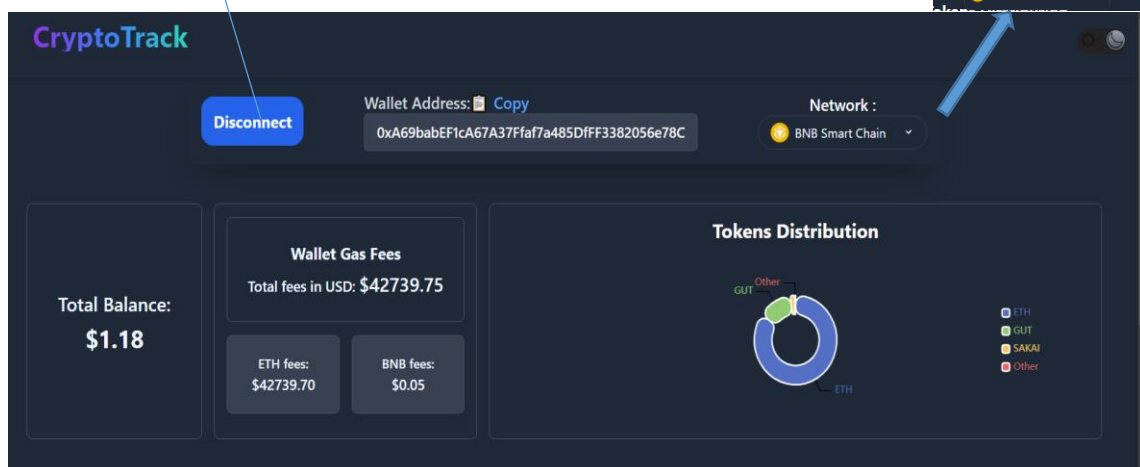 CryptoTrack
Disconnect
Wallet Address: Copy
0xA69babEF1cA67A37Ffaf7a485DfFF3382056e78C
Network :
BNB Smart Chain
Wallet Gas Fees
Total fees in USD: $42739.75
Total Balance:
$1.18
ETH fees:
$42739.70
BNB fees:
$0.05
Tokens Distribution
Other
GUT
ETH
ETH
GUT
SAKAI
Other